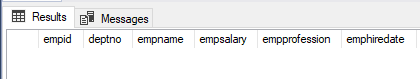 Results Messages
empid deptno empname empsalary empprofession emphiredate